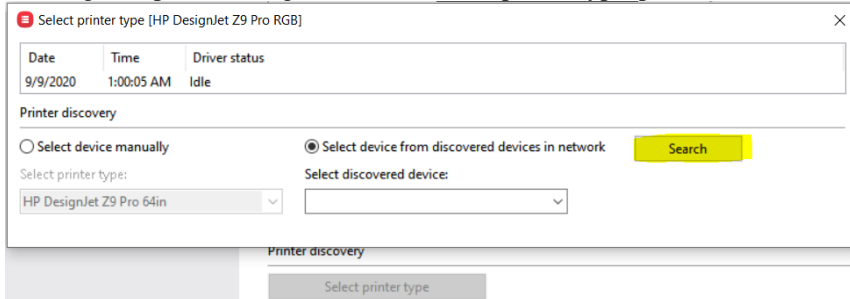 Select printer type [HP DesignJet Z9 Pro RGB]
Date Time Driver status
9/9/2020 1:00:05 AM Idle
Printer discovery
Select device manually Select device from discovered devices in network Search
Select printer type: Select discovered device:
HP DesignJet Z9 Pro 64in
Printer discovery
Select printer type